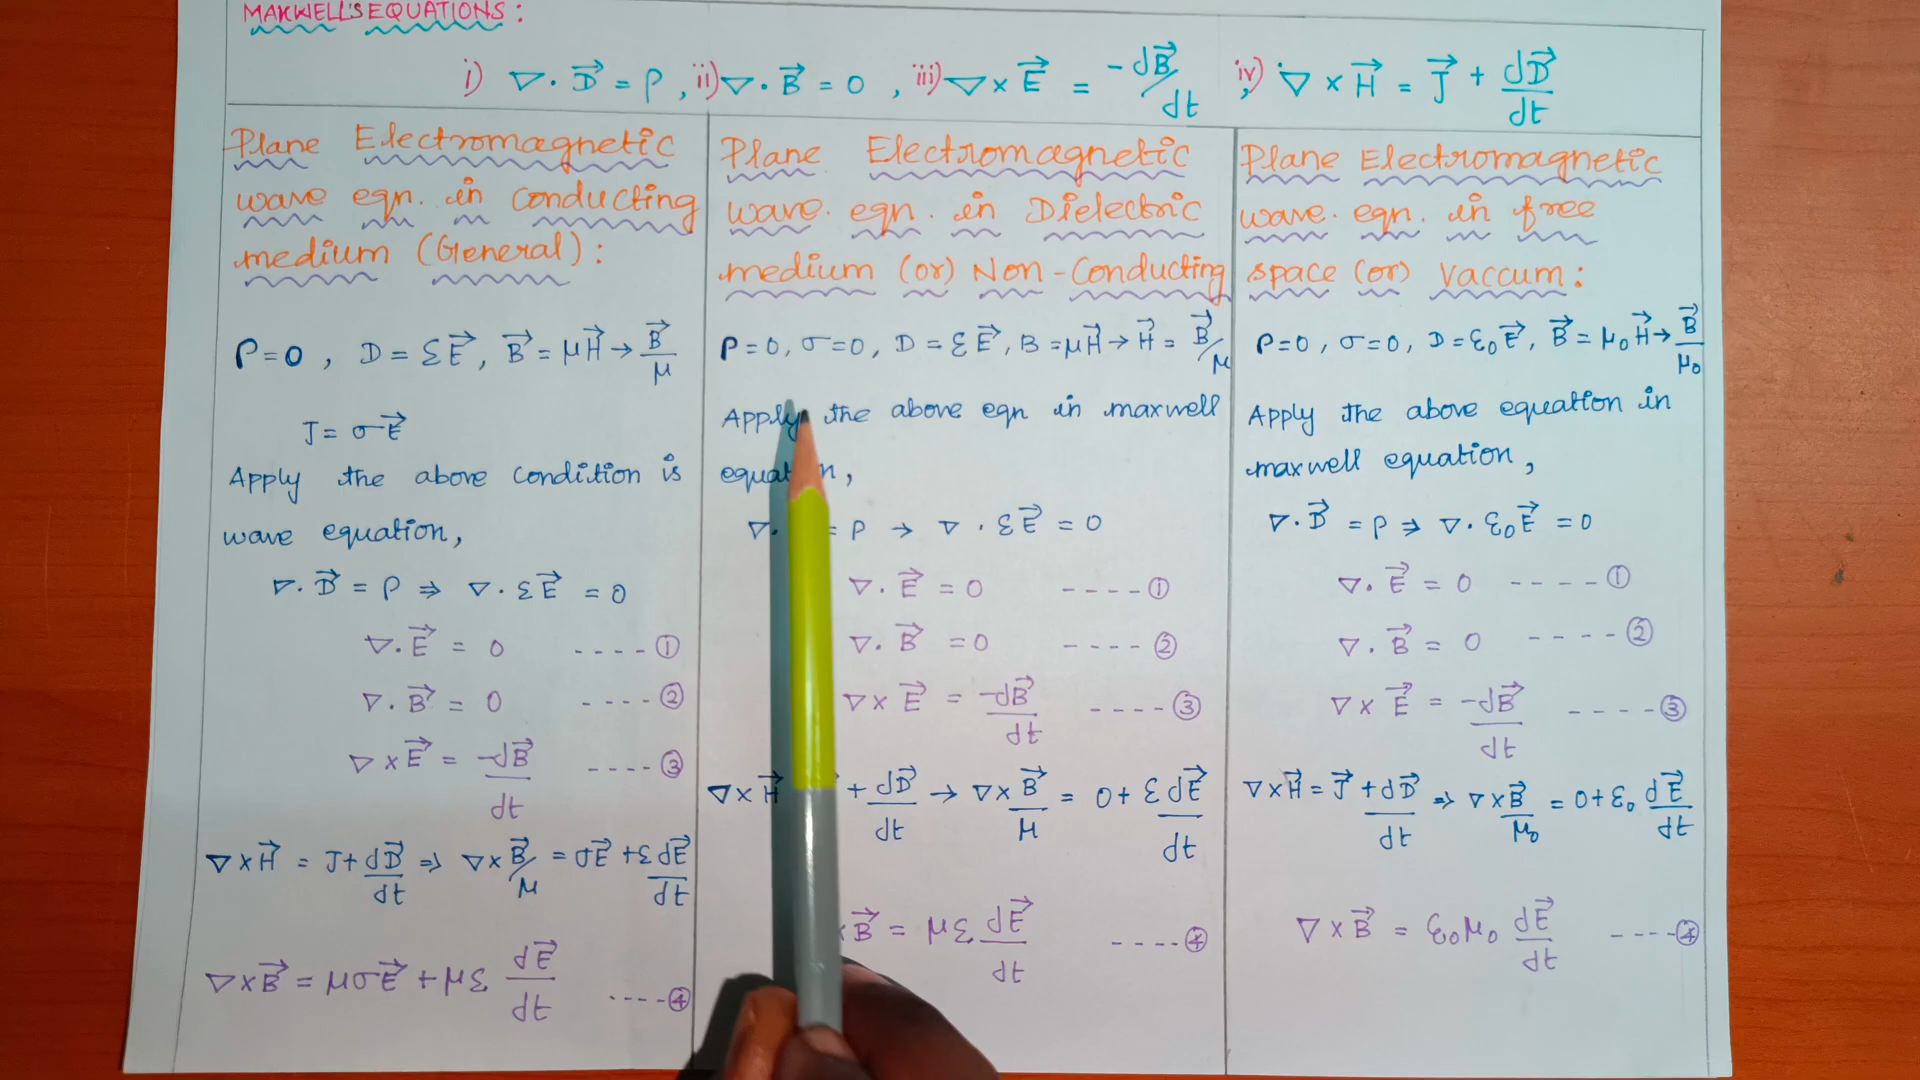 MAXWELL'S EQUATIONS :
i) ∇·D⃗ = ρ , ii) ∇·B⃗ = 0 , iii) ∇×E⃗ = -dB⃗/dt , iv) ∇×H⃗ = J⃗ + dD⃗/dt
Plane Electromagnetic
wave eqn. in Conducting
medium (General) :
ρ=0 , D = εE⃗, B⃗ = μH⃗ → B⃗/μ
J = σE⃗
Apply the above condition is
wave equation,
∇·D⃗ = ρ ⇒ ∇·εE⃗ = 0
∇·E⃗ = 0 ----①
∇·B⃗ = 0 ----②
∇×E⃗ = -dB⃗/dt ----③
∇×H⃗ = J+dD⃗/dt ⇒ ∇×B⃗/μ = σE⃗ +εdE⃗/dt
∇×B⃗ = μσE⃗ + με dE⃗/dt ----④
Plane Electromagnetic
wave. eqn. in Dielectric
medium (or) Non-Conducting
ρ=0, σ=0, D = εE⃗, B =μH⃗ → H⃗ = B⃗/μ
Apply the above eqn in maxwell
∇· = ρ → ∇·εE⃗ = 0
∇·E⃗ = 0 ----①
∇·B⃗ = 0 ----②
∇×E⃗ = -dB⃗/dt ----③
∇×H⃗ + dD⃗/dt → ∇×B⃗/μ = 0+ εdE⃗/dt
×B⃗ = με dE⃗/dt ----④
Plane Electromagnetic
wave. eqn. in free
space (or) vaccum :
ρ=0 , σ=0, D=ε₀E⃗, B⃗ = μ₀H⃗ → B⃗/μ₀
Apply the above equation in
maxwell equation,
∇·D⃗ = ρ ⇒ ∇·ε₀E⃗ = 0
∇·E⃗ = 0 ----①
∇·B⃗ = 0 ----②
∇×E⃗ = -dB⃗/dt ----③
∇×H⃗ = J⃗ +dD⃗/dt ⇒ ∇×B⃗/μ₀ = 0+ε₀ dE⃗/dt
∇×B⃗ = ε₀μ₀ dE⃗/dt ----④